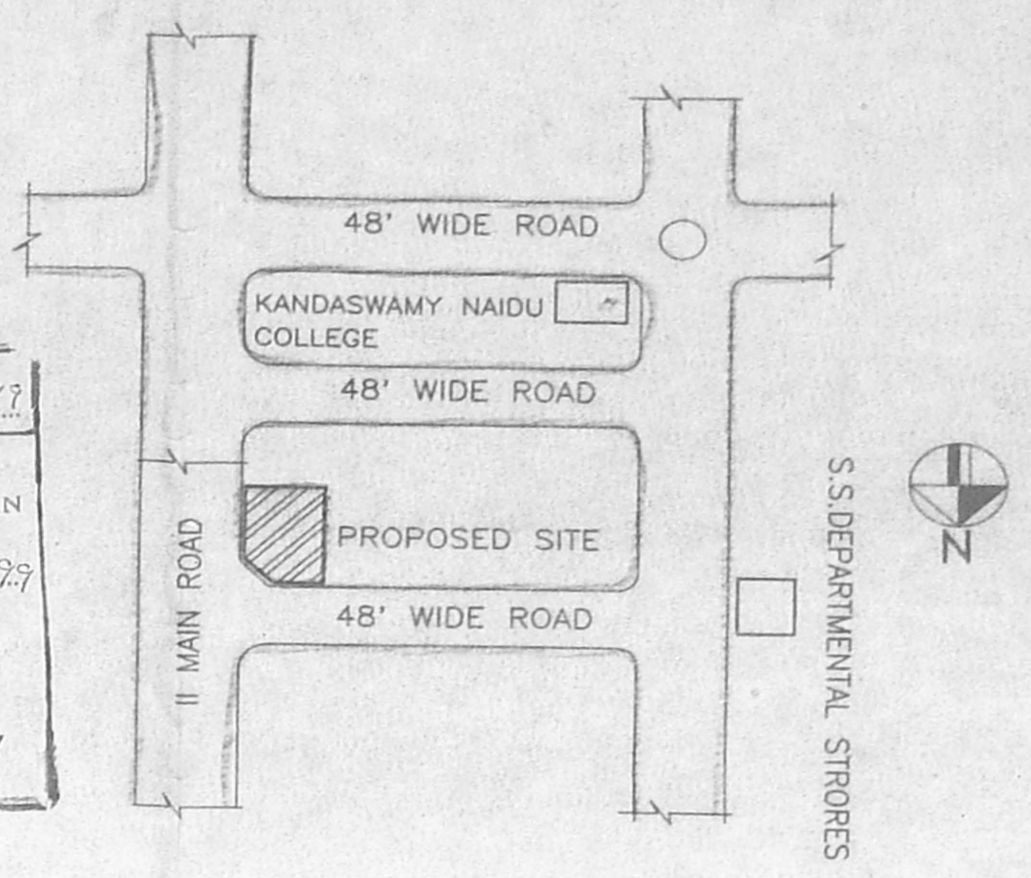 48' WIDE ROAD
KANDASWAMY NAIDU
COLLEGE
48' WIDE ROAD
PROPOSED SITE
48' WIDE ROAD
II MAIN ROAD
S.S.DEPARTMENTAL STRORES
N
N